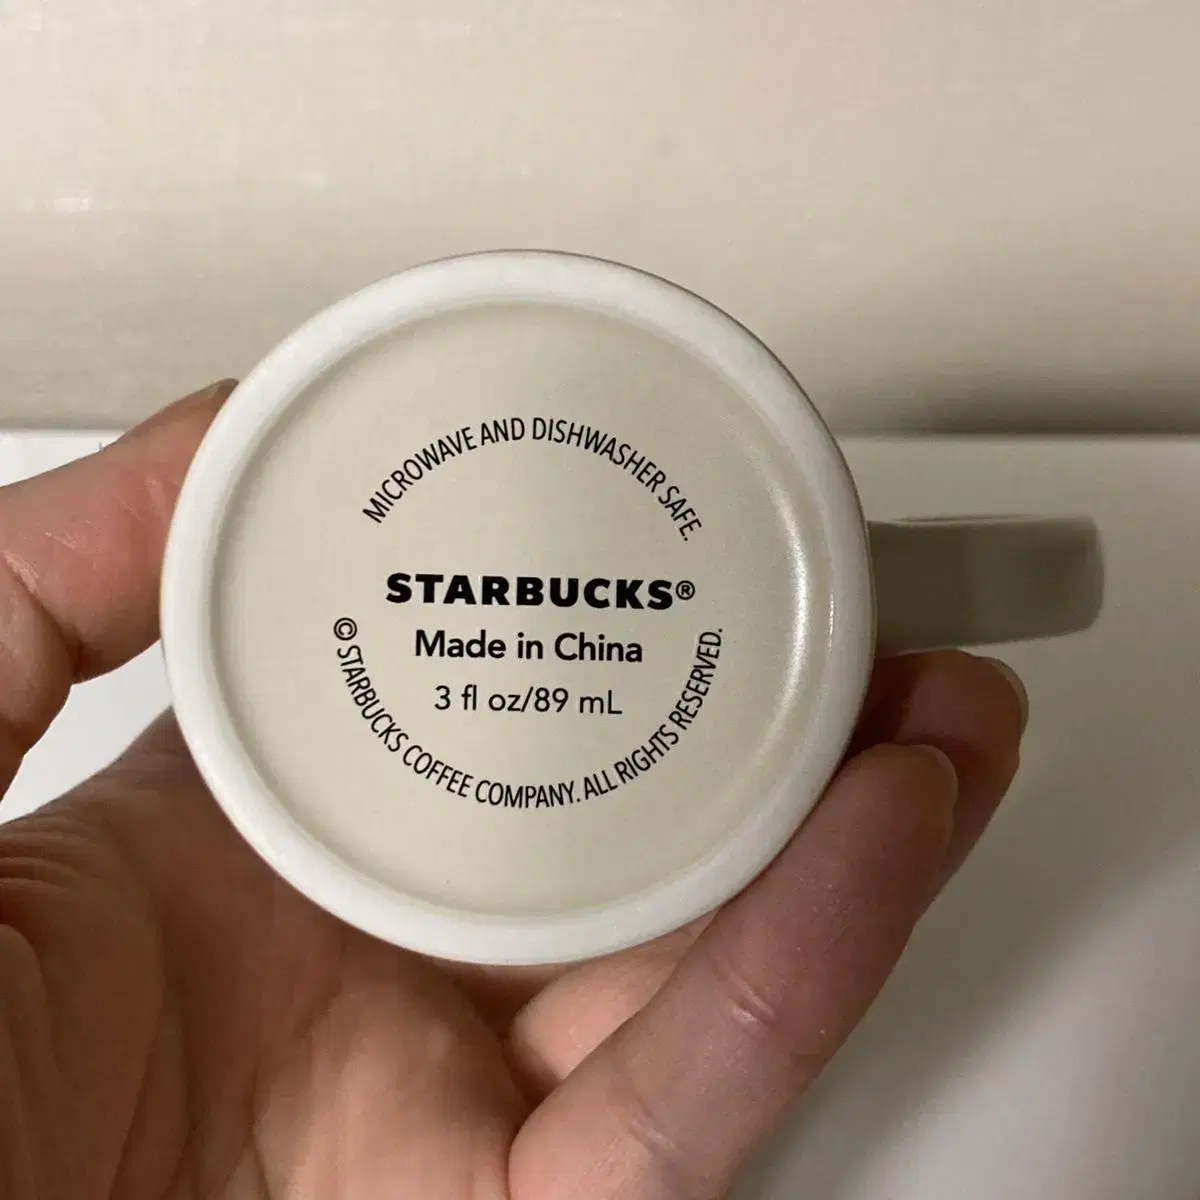 MICROWAVE AND DISHWASHER SAFE.
STARBUCKS®
Made in China
3 fl oz/89 mL
© STARBUCKS COFFEE COMPANY. ALL RIGHTS RESERVED.